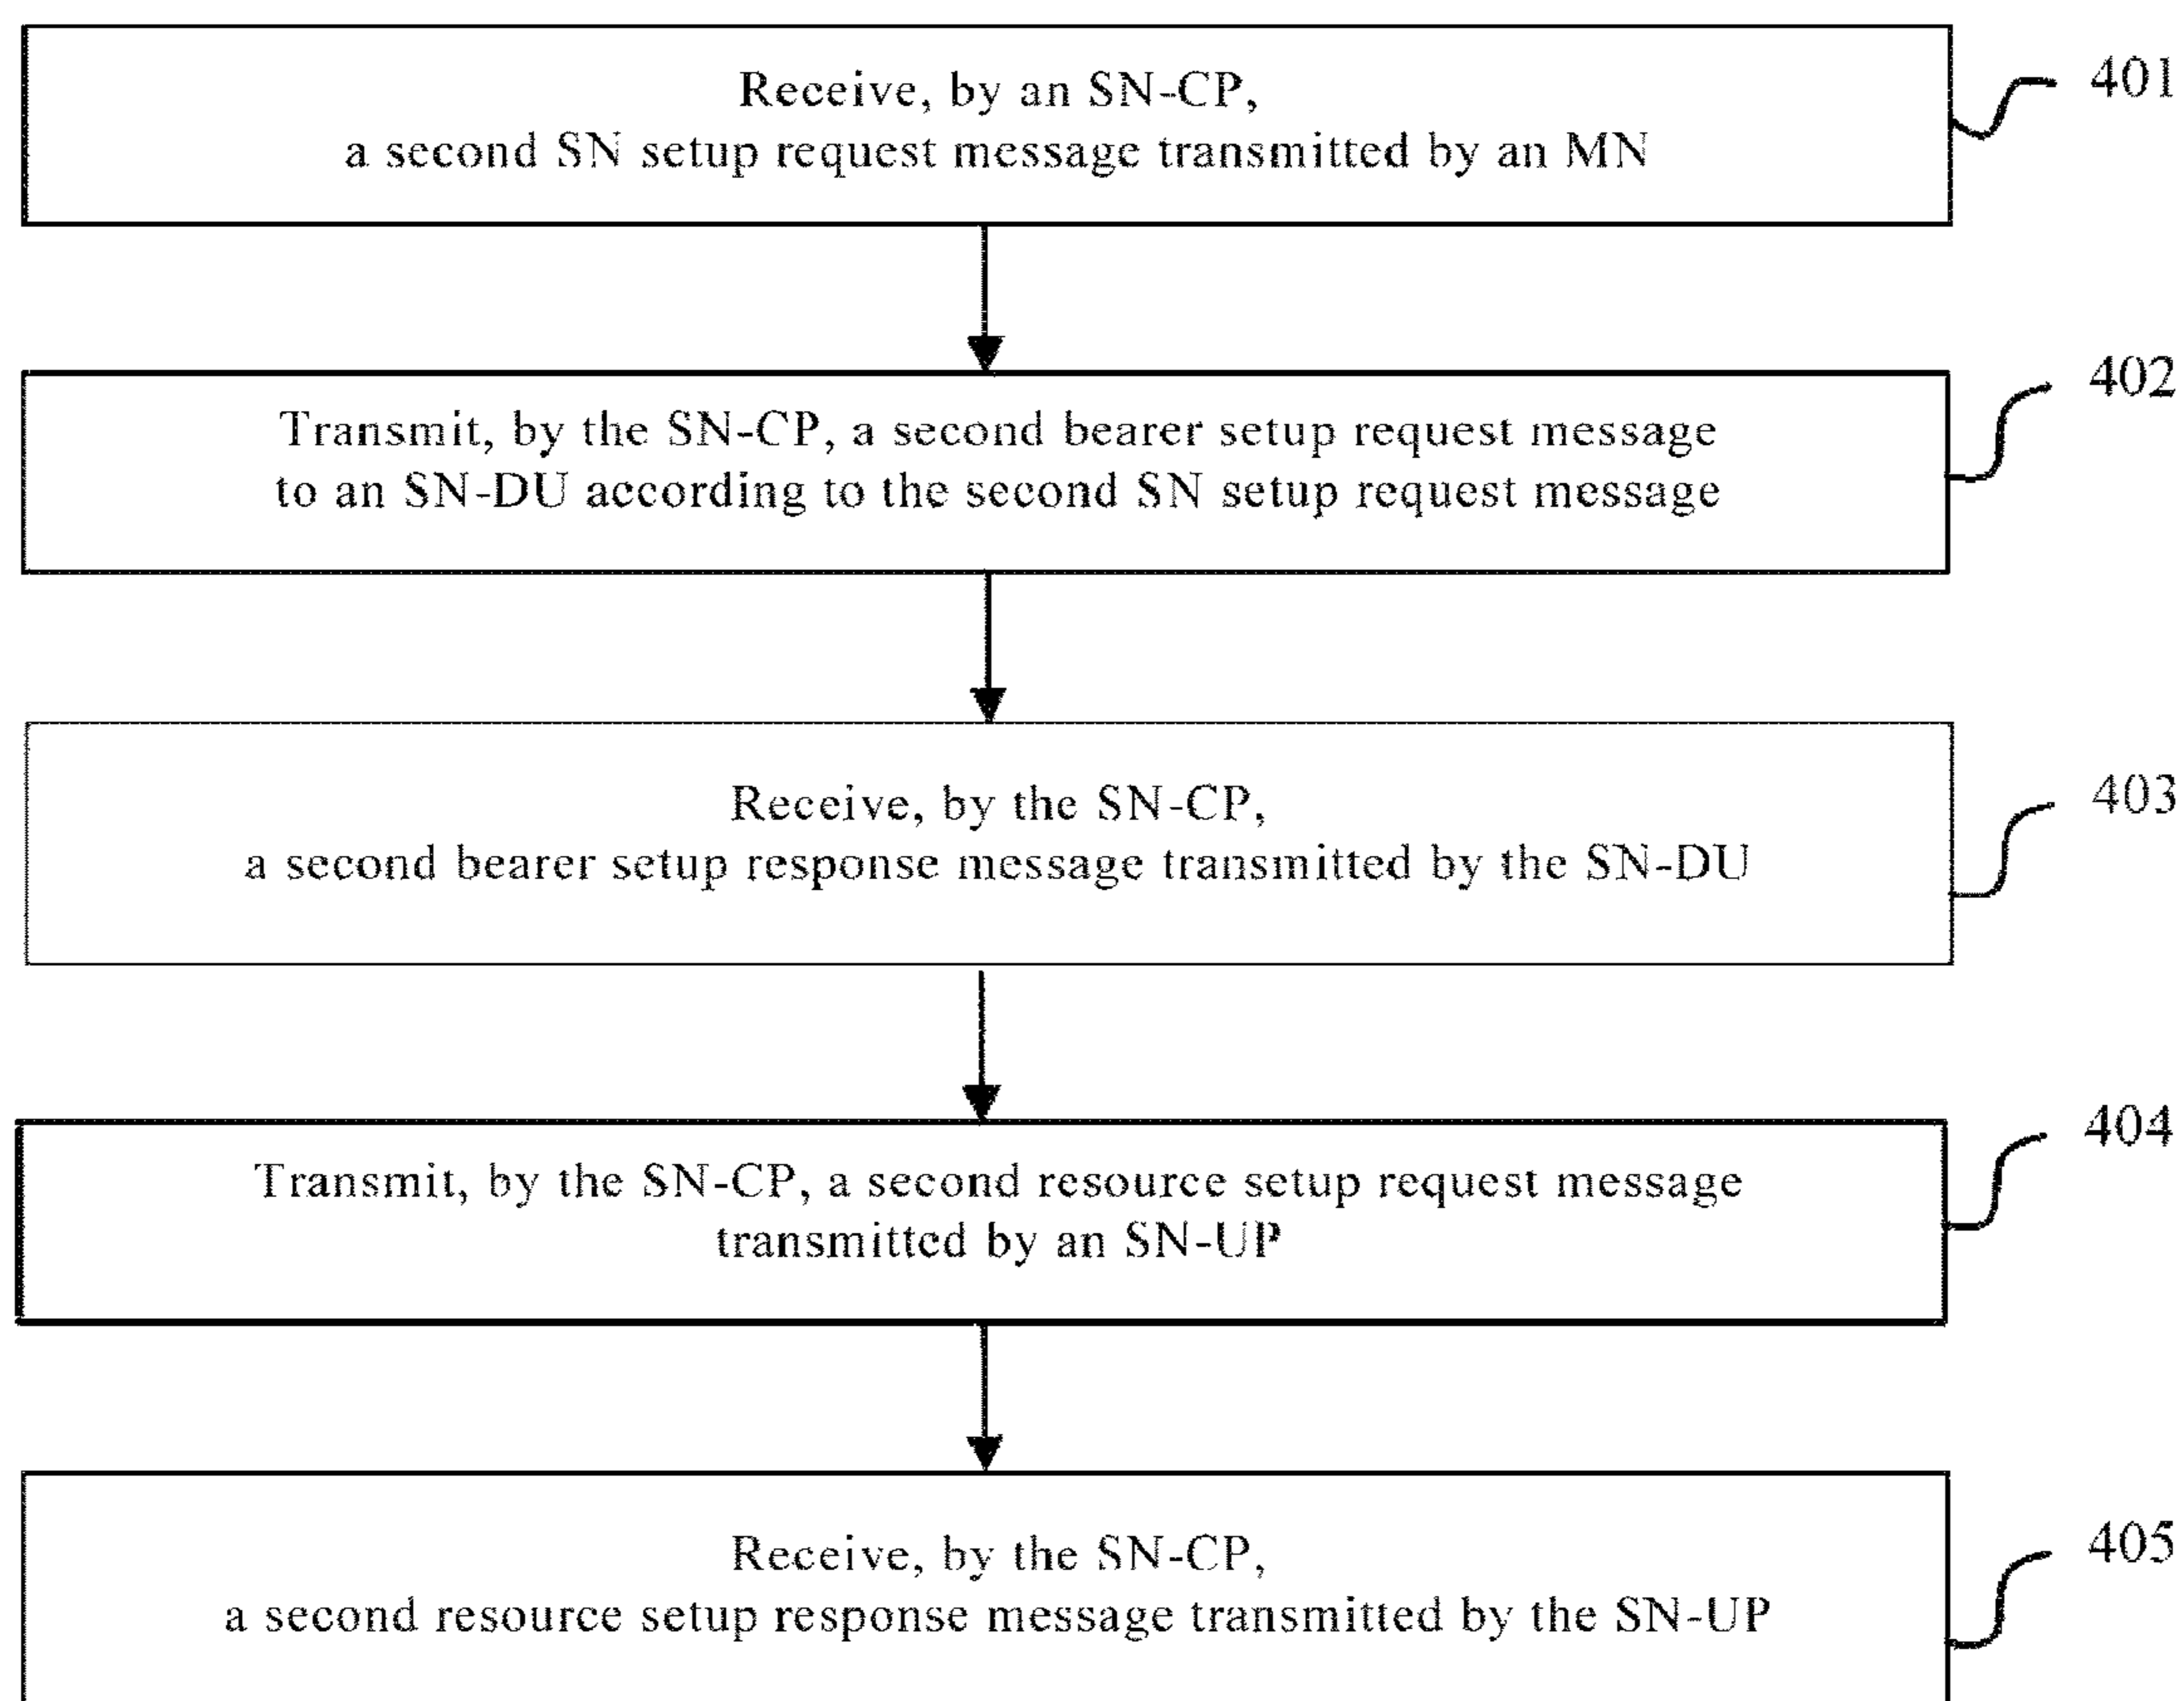 Receive, by an SN-CP,
a second SN setup request message transmitted by an MN
401
Transmit, by the SN-CP, a second bearer setup request message
to an SN-DU according to the second SN setup request message
402
Receive, by the SN-CP,
a second bearer setup response message transmitted by the SN-DU
403
Transmit, by the SN-CP, a second resource setup request message
transmitted by an SN-UP
404
Receive, by the SN-CP,
a second resource setup response message transmitted by the SN-UP
405